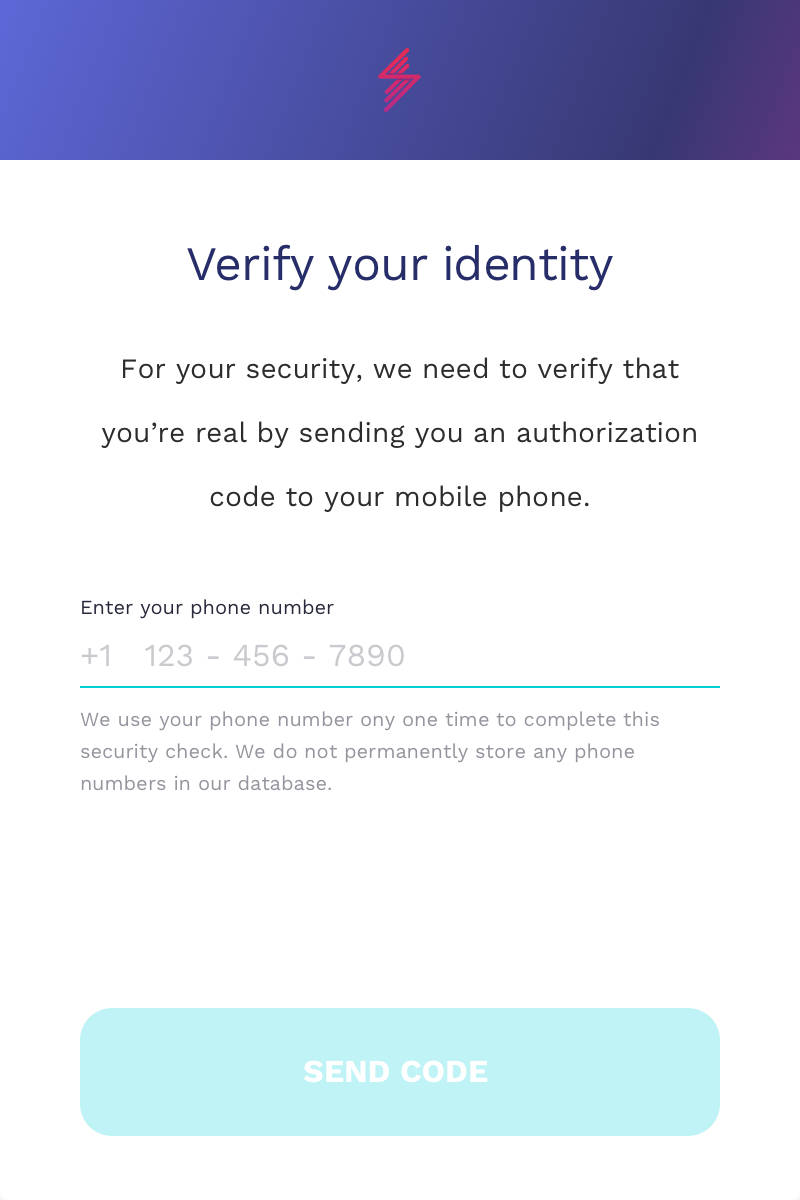 Verify your identity
For your security, we need to verify that
you’re real by sending you an authorization
code to your mobile phone.
Enter your phone number
+1 123 - 456 - 7890
We use your phone number ony one time to complete this
security check. We do not permanently store any phone
numbers in our database.
SEND CODE